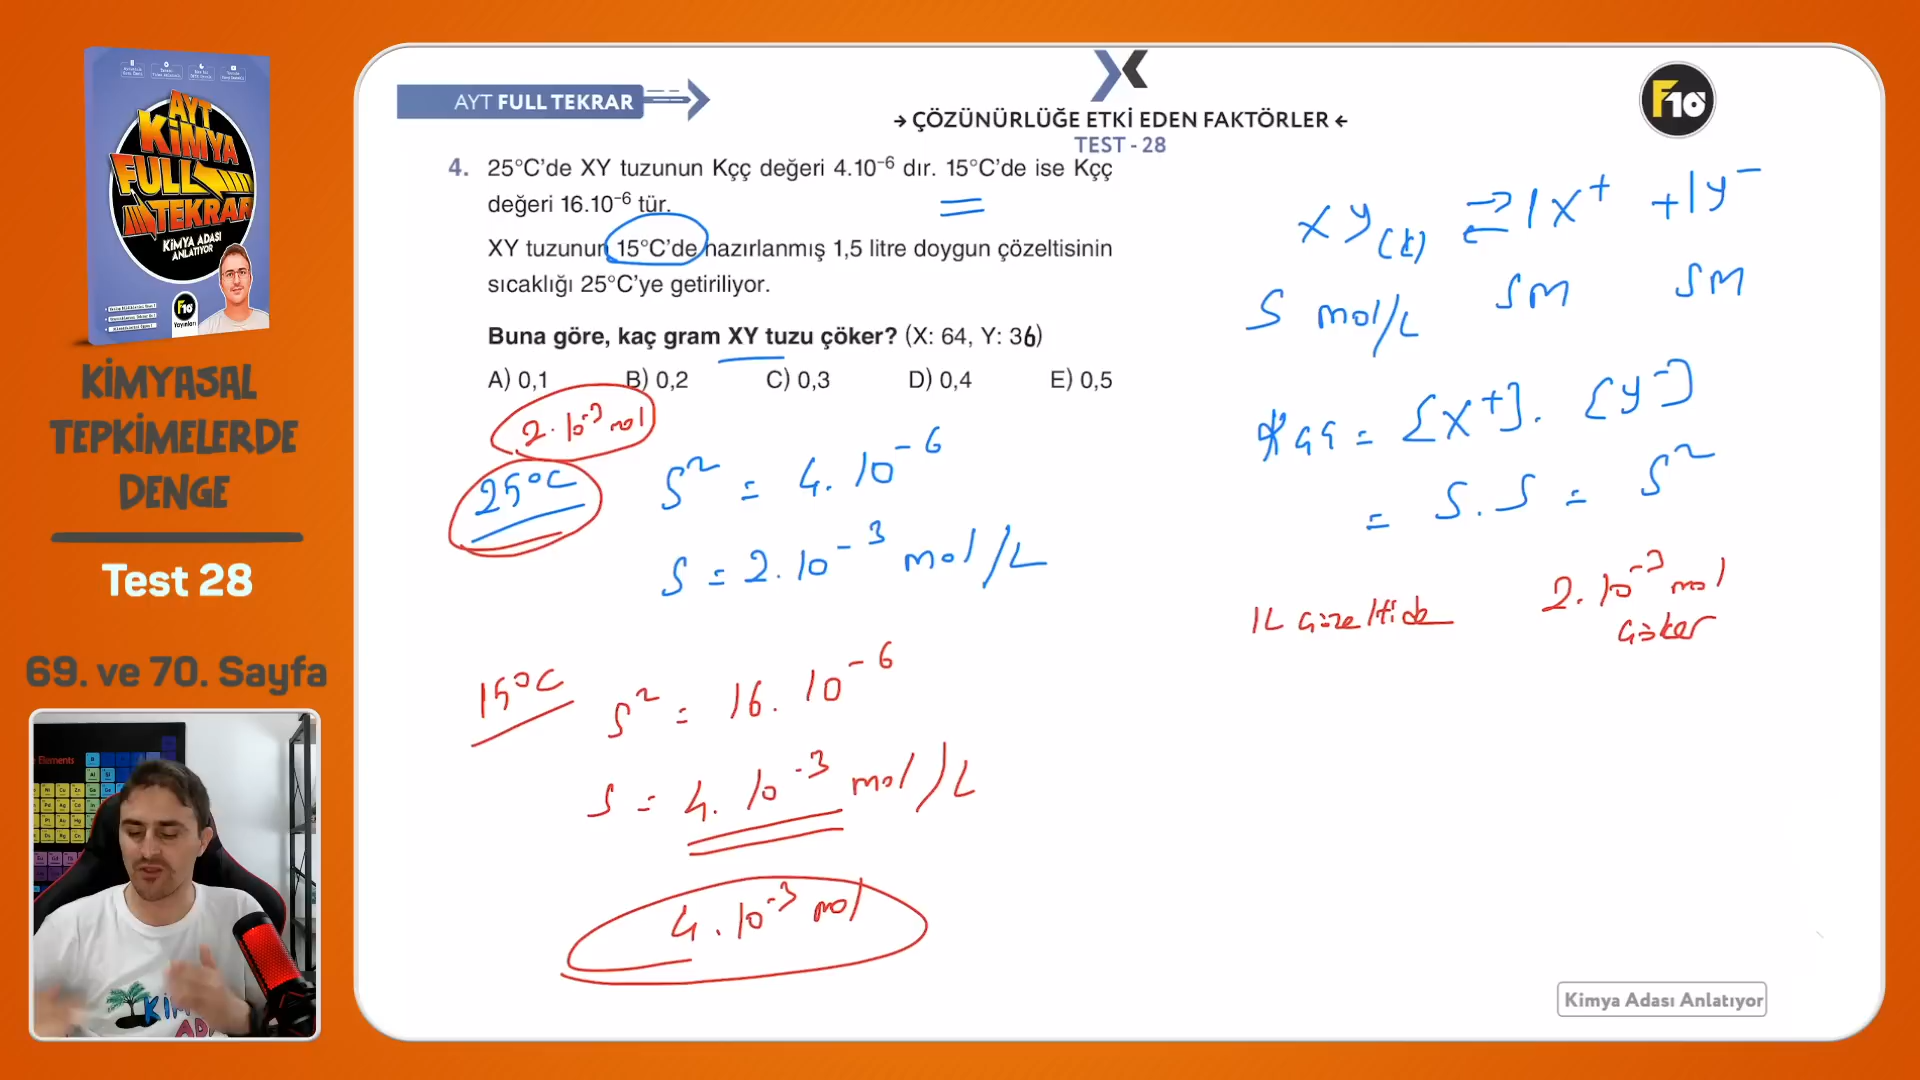 AYT
KİMYA
FULL
TEKRAR
KİMYA ADASI
ANLATIYOR
F10
Yayınları
KİMYASAL
TEPKİMELERDE
DENGE
Test 28
69. ve 70. Sayfa
Elements
AYT FULL TEKRAR
→ ÇÖZÜNÜRLÜĞE ETKİ EDEN FAKTÖRLER ←
TEST - 28
F10
4. 25°C'de XY tuzunun Kçç değeri 4.10⁻⁶ dır. 15°C'de ise Kçç
değeri 16.10⁻⁶ tür.
XY tuzunun 15°C'de hazırlanmış 1,5 litre doygun çözeltisinin
sıcaklığı 25°C'ye getiriliyor.
Buna göre, kaç gram XY tuzu çöker? (X: 64, Y: 36)
A) 0,1 B) 0,2 C) 0,3 D) 0,4 E) 0,5
2.10⁻³ mol
25°C S² = 4.10⁻⁶
S = 2.10⁻³ mol/L
15°C S² = 16.10⁻⁶
S = 4.10⁻³ mol/L
4.10⁻³ mol
XY(k) ⇌ 1X⁺ + 1Y⁻
S mol/L SM SM
Kçç = [X⁺].[Y⁻]
= S.S = S²
1L çözeltide 2.10⁻³ mol
çöker
Kimya Adası Anlatıyor